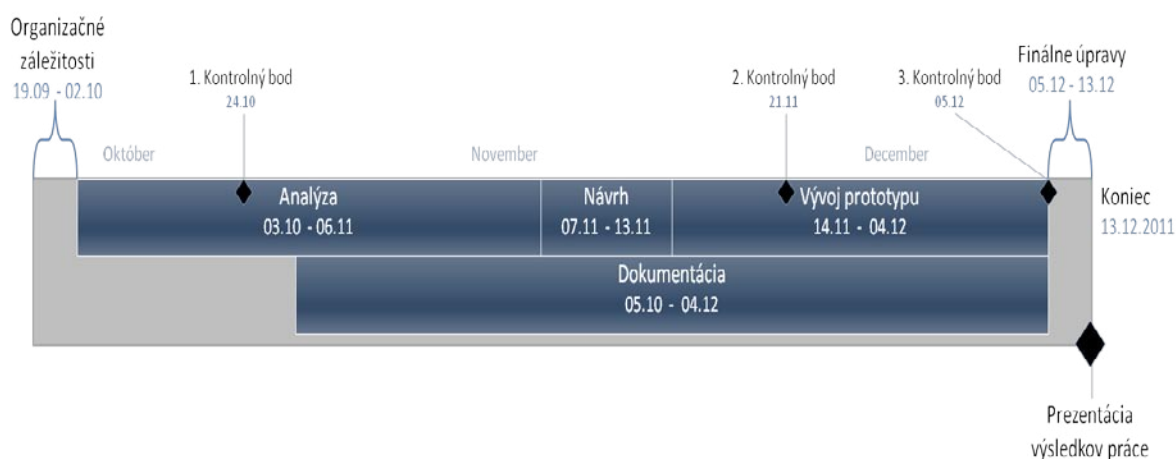 Organizačné
záležitosti
19.09 - 02.10
1. Kontrolný bod
24.10
2. Kontrolný bod
21.11
3. Kontrolný bod
05.12
Finálne úpravy
05.12 - 13.12
Október
November
December
Analýza
03.10 - 06.11
Návrh
07.11 - 13.11
Vývoj prototypu
14.11 - 04.12
Koniec
13.12.2011
Dokumentácia
05.10 - 04.12
Prezentácia
výsledkov práce